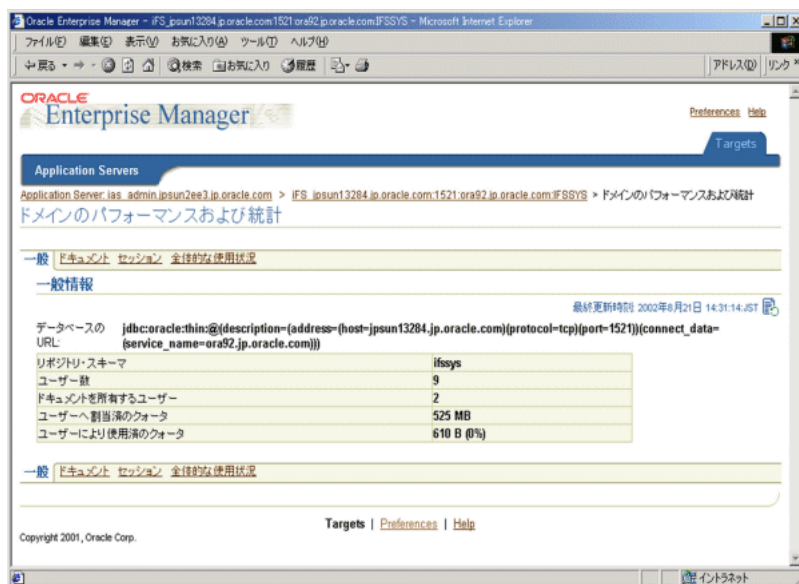 Oracle Enterprise Manager - iFS_jpsun13284.jp.oracle.com:1521:ora92.jp.oracle.com:IFSSYS - Microsoft Internet Explorer
ファイル(F) 編集(E) 表示(V) お気に入り(A) ツール(T) ヘルプ(H)
戻る 検索 お気に入り 履歴 アドレス(D) リンク »
ORACLE
Enterprise Manager
Preferences Help
Targets
Application Servers
Application Server: ias_admin.jpsun2ee3.jp.oracle.com > iFS_jpsun13284.jp.oracle.com:1521:ora92.jp.oracle.com:IFSSYS > ドメインのパフォーマンスおよび統計
ドメインのパフォーマンスおよび統計
一般 ドキュメント セッション 全体的な使用状況
一般情報
最終更新時刻: 2002年8月21日 14:31:14:JST
データベースの URL: jdbc:oracle:thin:@(description=(address=(host=jpsun13284.jp.oracle.com)(protocol=tcp)(port=1521))(connect_data=
(service_name=ora92.jp.oracle.com)))
リポジトリ・スキーマ ifssys
ユーザー数 9
ドキュメントを所有するユーザー 2
ユーザーへ割当済のクォータ 525 MB
ユーザーにより使用済のクォータ 610 B (0%)
一般 ドキュメント セッション 全体的な使用状況
Targets | Preferences | Help
Copyright 2001, Oracle Corp.
イントラネット